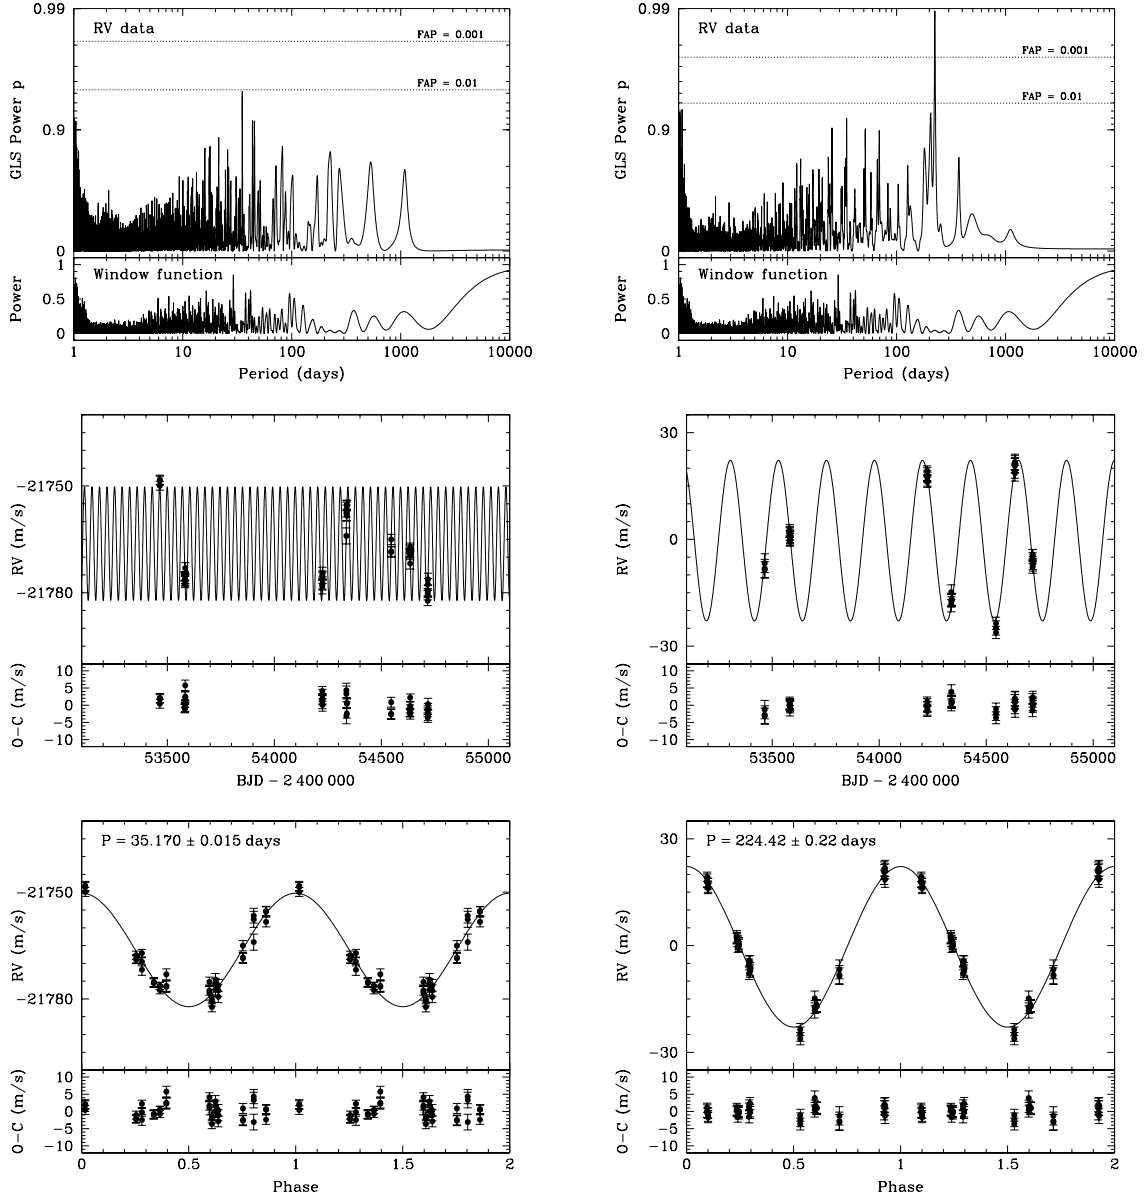 0.99
RV data
FAP = 0.001
FAP = 0.01
0.9
GLS Power p
0
1
Window function
0.5
Power
0
1 10 100 1000 10000
Period (days)
0.99
RV data
FAP = 0.001
FAP = 0.01
0.9
GLS Power p
0
1
Window function
0.5
Power
0
1 10 100 1000 10000
Period (days)
−21750
RV (m/s)
−21780
10
5
0
−5
−10
O−C (m/s)
53500 54000 54500 55000
BJD − 2 400 000
30
0
RV (m/s)
−30
10
5
0
−5
−10
O−C (m/s)
53500 54000 54500 55000
BJD − 2 400 000
P = 35.170 ± 0.015 days
−21750
RV (m/s)
−21780
10
5
0
−5
−10
O−C (m/s)
0 0.5 1 1.5 2
Phase
30
P = 224.42 ± 0.22 days
0
RV (m/s)
−30
10
5
0
−5
−10
O−C (m/s)
0 0.5 1 1.5 2
Phase